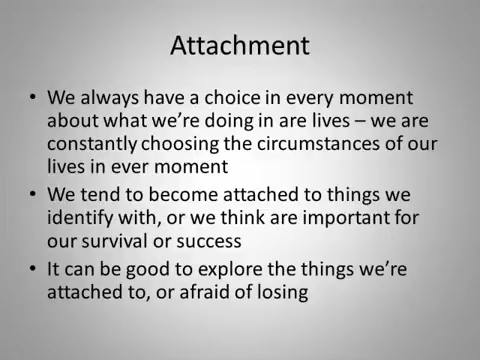 Attachment
• We always have a choice in every moment
about what we're doing in are lives – we are
constantly choosing the circumstances of our
lives in ever moment
• We tend to become attached to things we
identify with, or we think are important for
our survival or success
• It can be good to explore the things we're
attached to, or afraid of losing